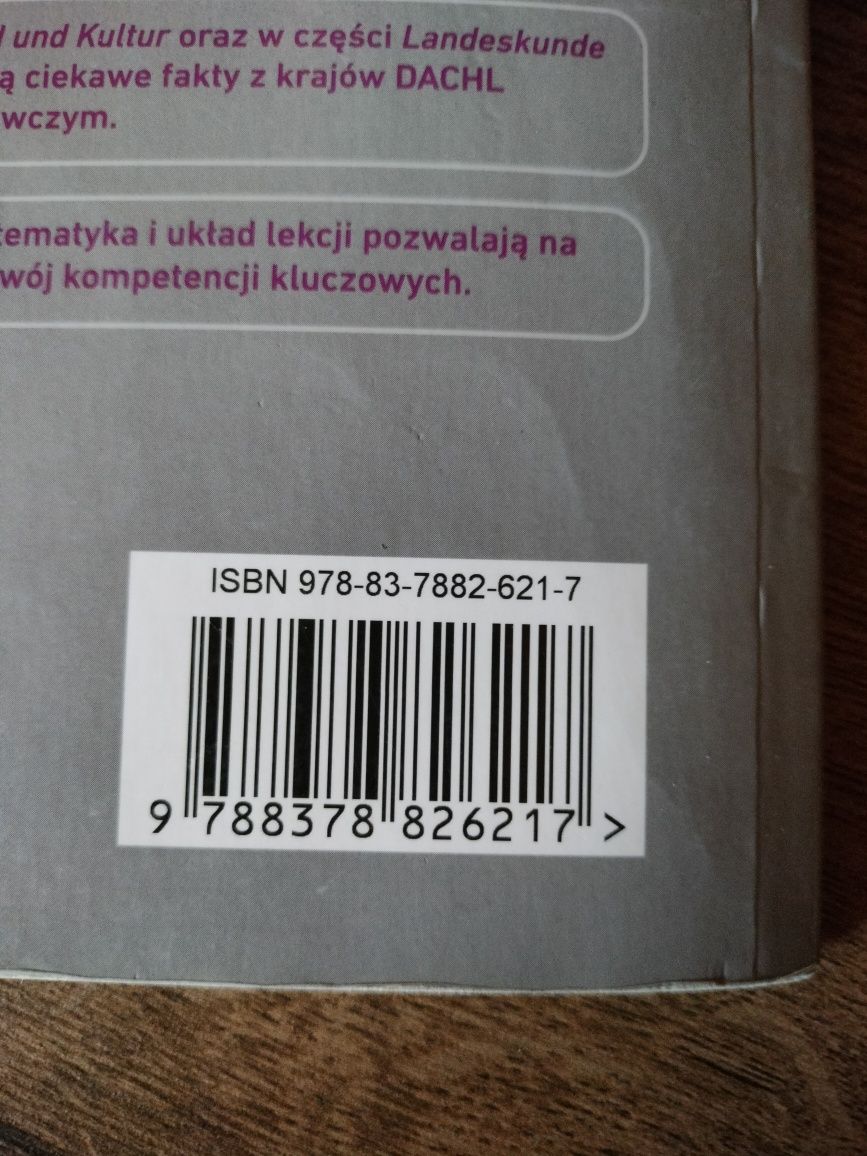 und Kultur oraz w części Landeskunde
ciekawe fakty z krajów DACHL
układ lekcji pozwalają na
kompetencji kluczowych.
ISBN 978-83-7882-621-7
9 788378 826217 >